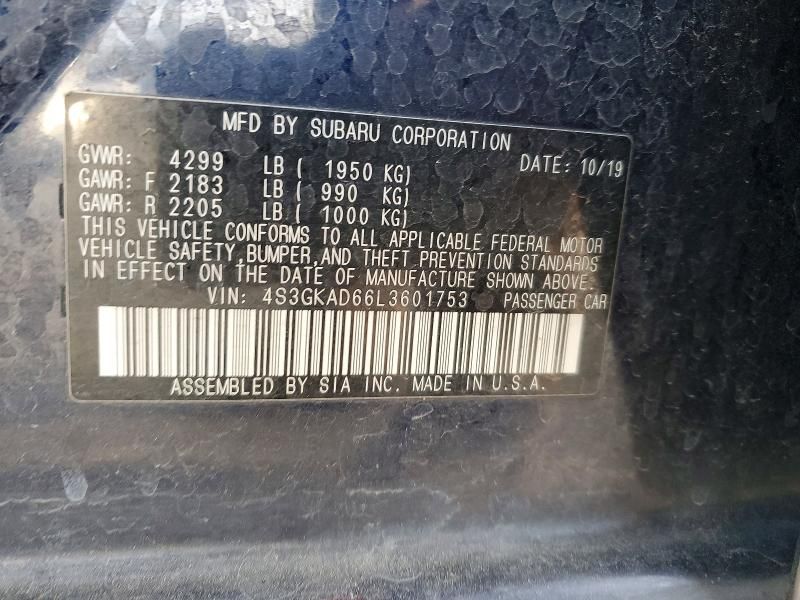 MFD BY SUBARU CORPORATION
GWWR: 4299 LB ( 1950 KG) DATE: 10/19
GAWR: F 2183 LB ( 990 KG)
GAWR: R 2205 LB ( 1000 KG)
THIS VEHICLE CONFORMS TO ALL APPLICABLE FEDERAL MOTOR
VEHICLE SAFETY, BUMPER, AND THEFT PREVENTION STANDARDS
IN EFFECT ON THE DATE OF MANUFACTURE SHOWN ABOVE.
VIN: 4S3GKAD66L3601753 PASSENGER CAR
ASSEMBLED BY SIA INC. MADE IN U.S.A.